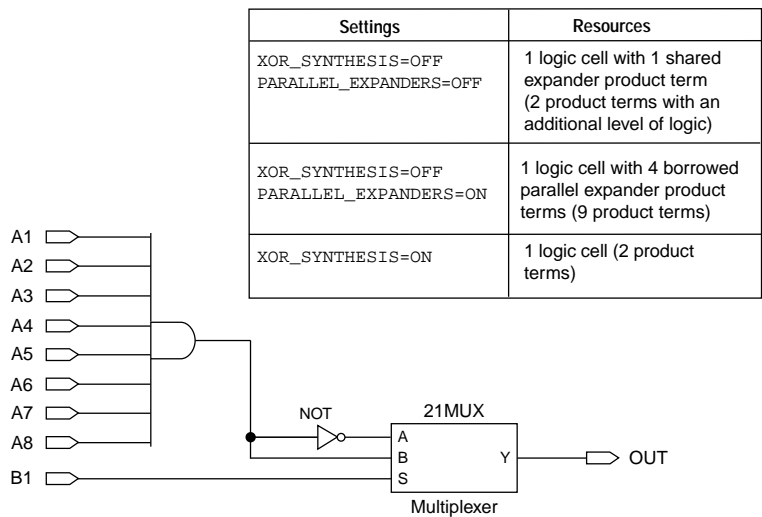 Settings
Resources
XOR_SYNTHESIS=OFF
PARALLEL_EXPANDERS=OFF
1 logic cell with 1 shared
expander product term
(2 product terms with an
additional level of logic)
XOR_SYNTHESIS=OFF
PARALLEL_EXPANDERS=ON
1 logic cell with 4 borrowed
parallel expander product
terms (9 product terms)
XOR_SYNTHESIS=ON
1 logic cell (2 product
terms)
A1
A2
A3
A4
A5
A6
A7
A8
B1
NOT
21MUX
A
B
S
Y
OUT
Multiplexer